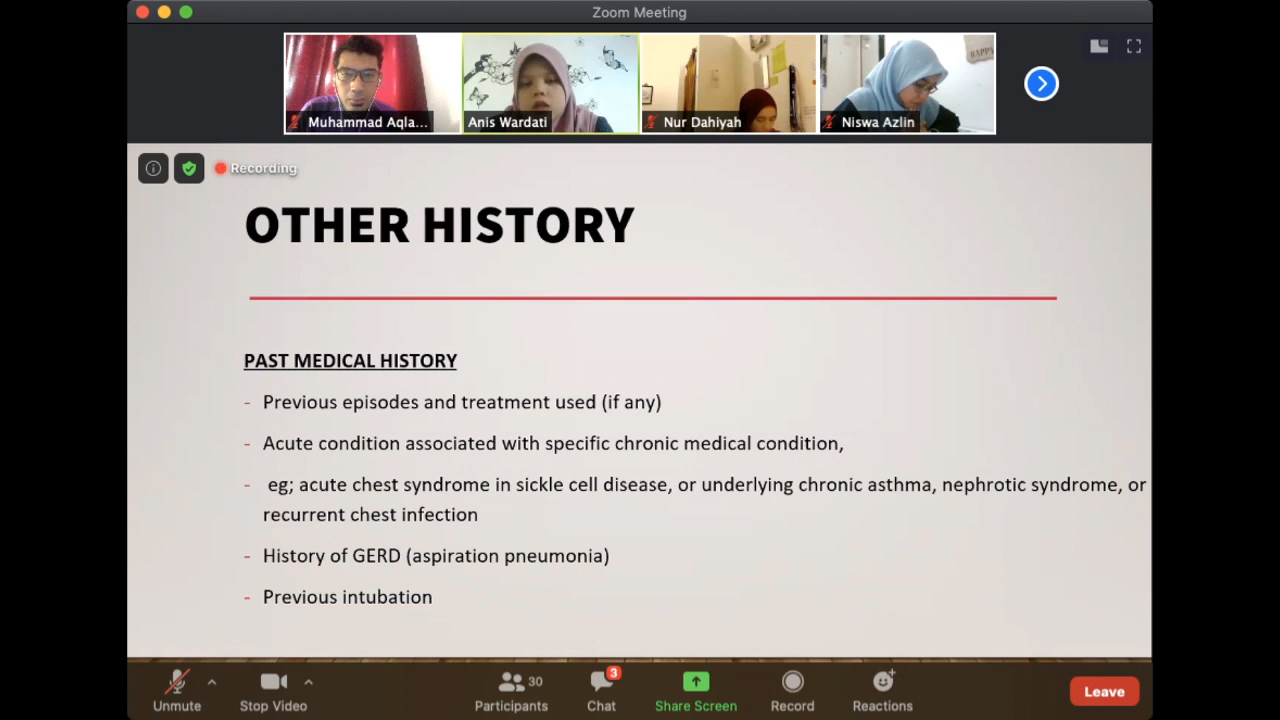 Zoom Meeting
Muhammad Aqla...
Anis Wardati
Nur Dahiyah
Niswa Azlin
Recording
OTHER HISTORY
PAST MEDICAL HISTORY
- Previous episodes and treatment used (if any)
- Acute condition associated with specific chronic medical condition,
- eg; acute chest syndrome in sickle cell disease, or underlying chronic asthma, nephrotic syndrome, or
recurrent chest infection
- History of GERD (aspiration pneumonia)
- Previous intubation
Unmute
Stop Video
30
Participants
3
Chat
Share Screen
Record
Reactions
Leave